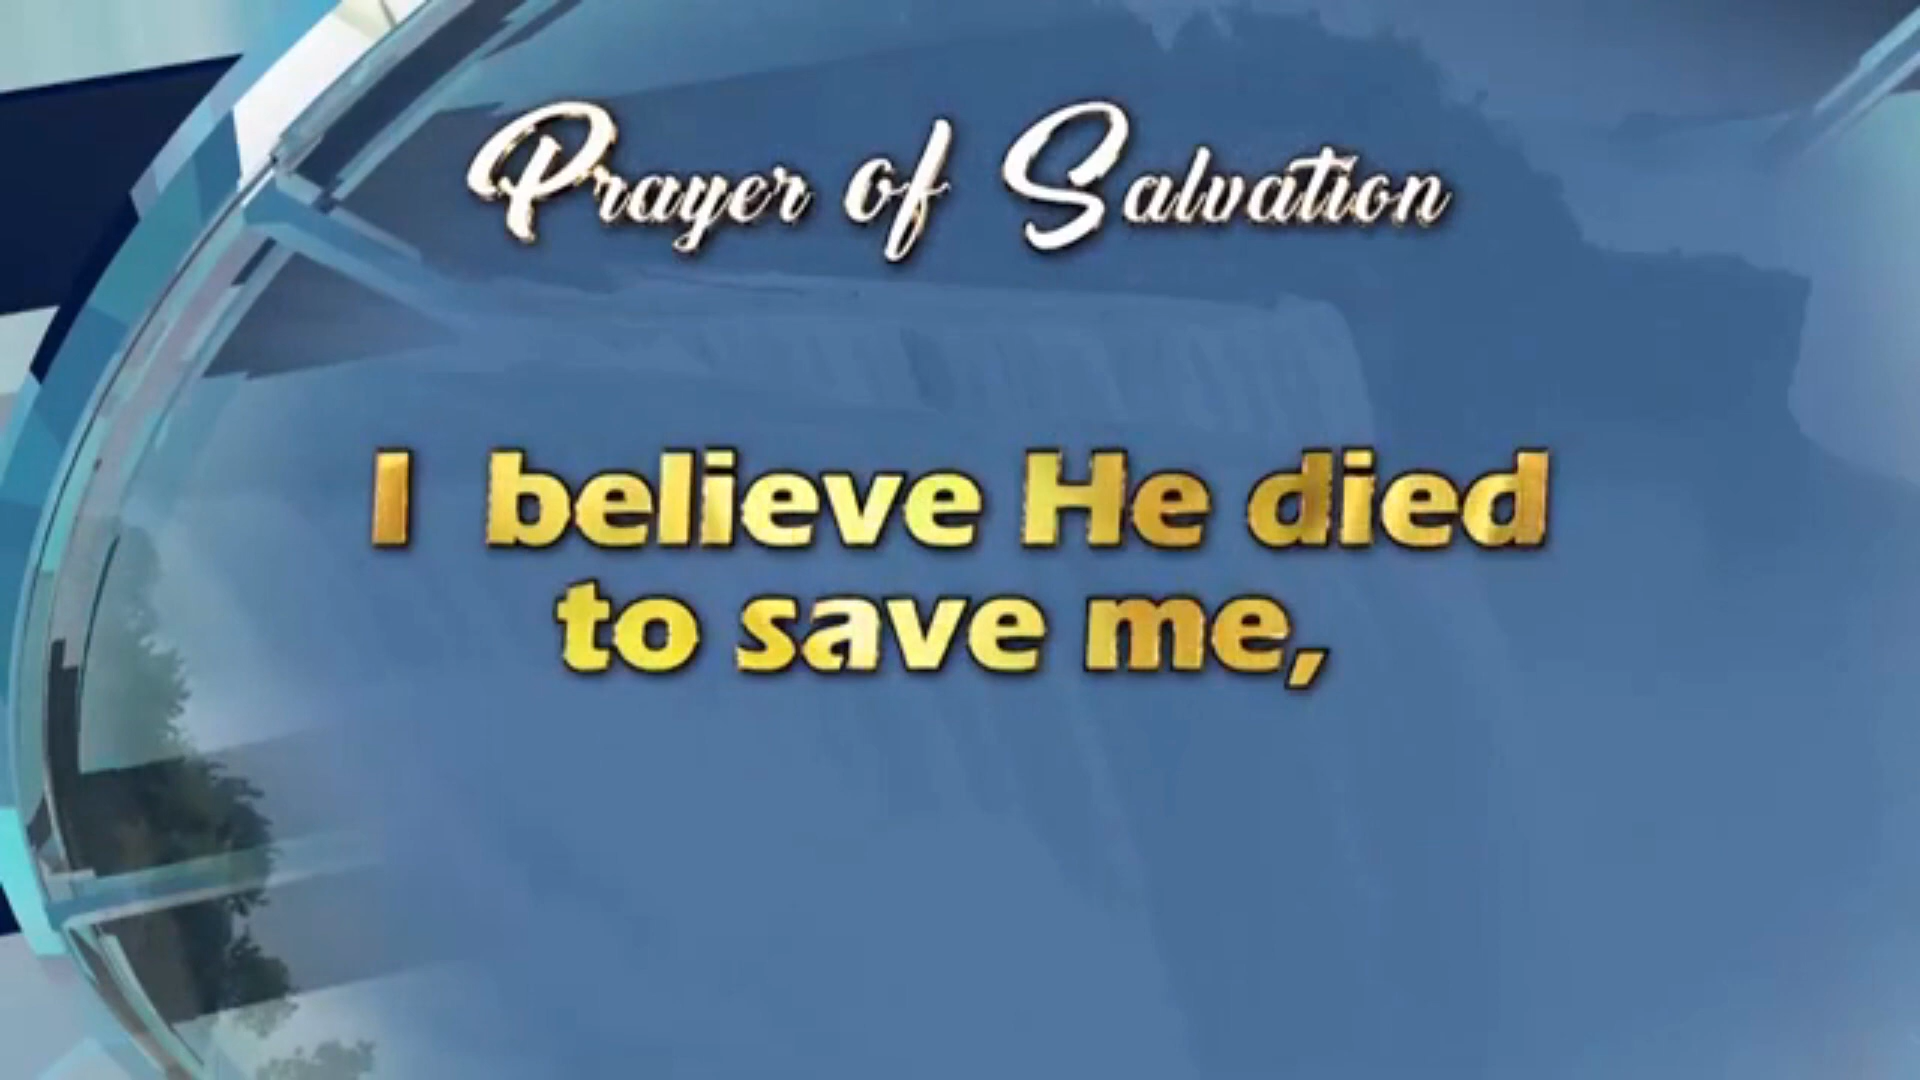 Prayer of Salvation
I believe He died
to save me,